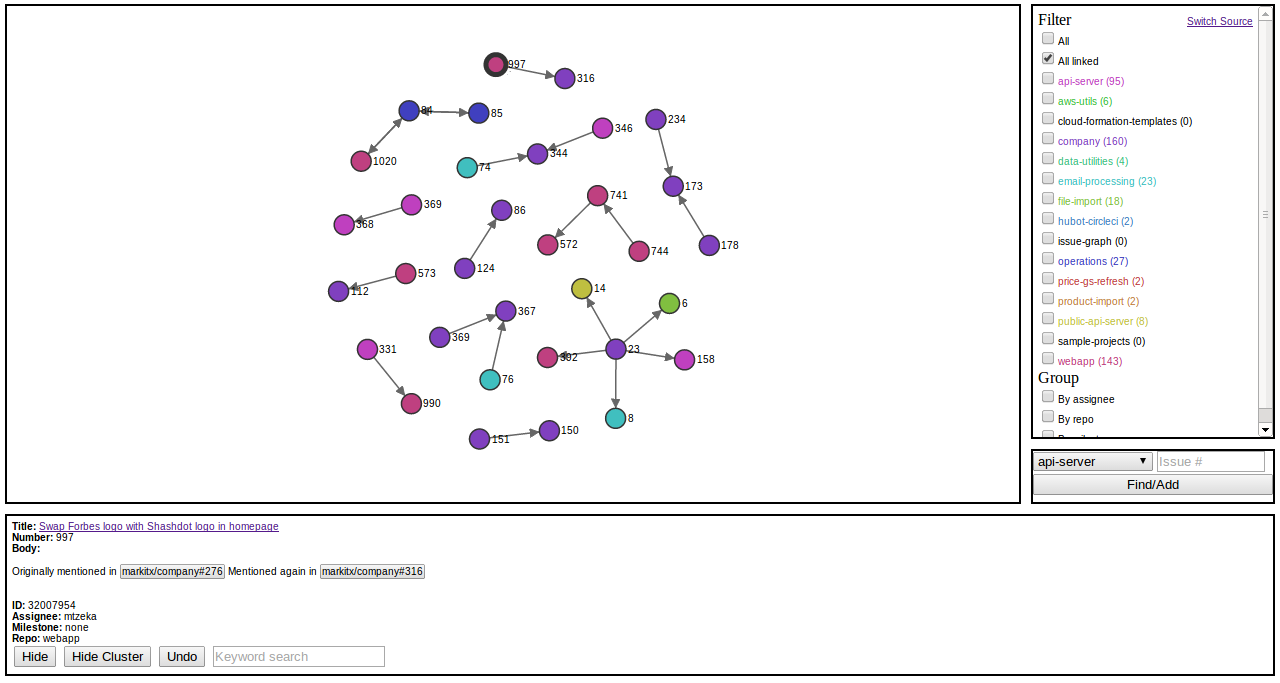 997
316
84
85
346
234
1020
74
344
173
369
741
86
368
572
744
178
124
573
112
14
6
367
369
331
23
392
158
76
990
8
151
150
Filter Switch Source
All
All linked
api-server (95)
aws-utils (6)
cloud-formation-templates (0)
company (160)
data-utilities (4)
email-processing (23)
file-import (18)
hubot-circleci (2)
issue-graph (0)
operations (27)
price-gs-refresh (2)
product-import (2)
public-api-server (8)
sample-projects (0)
webapp (143)
Group
By assignee
By repo
api-server Issue #
Find/Add
Title: Swap Forbes logo with Shashdot logo in homepage
Number: 997
Body:
Originally mentioned in markitx/company#276 Mentioned again in markitx/company#316
ID: 32007954
Assignee: mtzeka
Milestone: none
Repo: webapp
Hide Hide Cluster Undo Keyword search